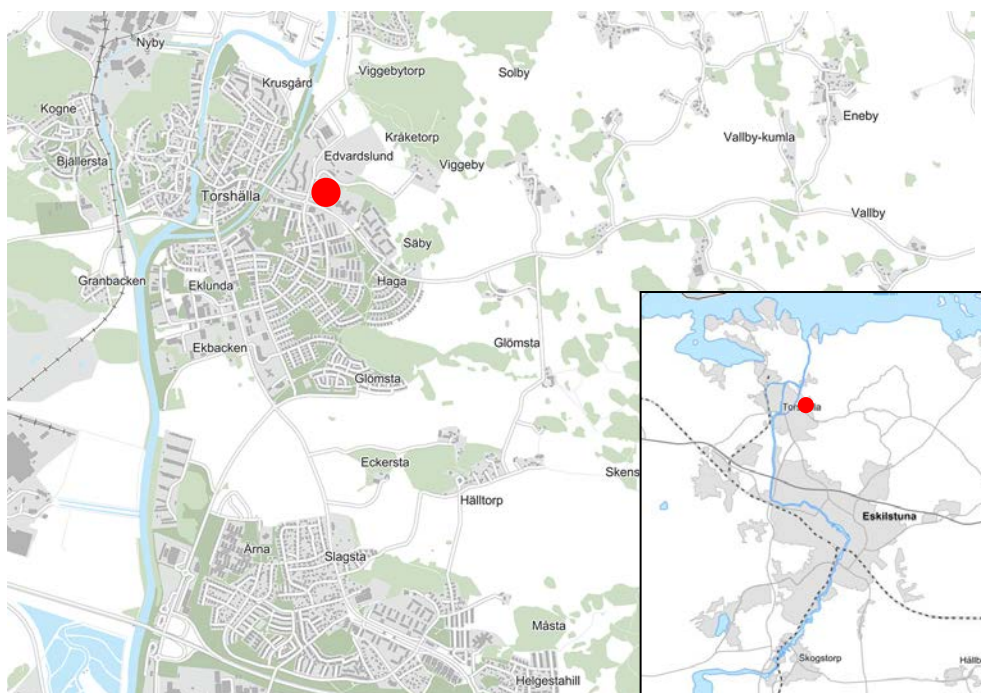 Nyby
Viggebytorp
Solby
Krusgård
Kogne
Eneby
Kråketorp
Vallby-kumla
Edvardslund
Bjällersta
Viggeby
Torshälla
Vallby
Säby
Granbacken
Eklunda
Haga
Ekbacken
Glömsta
Glömsta
Eckersta
Skens
Hälltorp
Ärna
Slagsta
Måsta
Helgestahill
Eskilstuna
Skogstorp